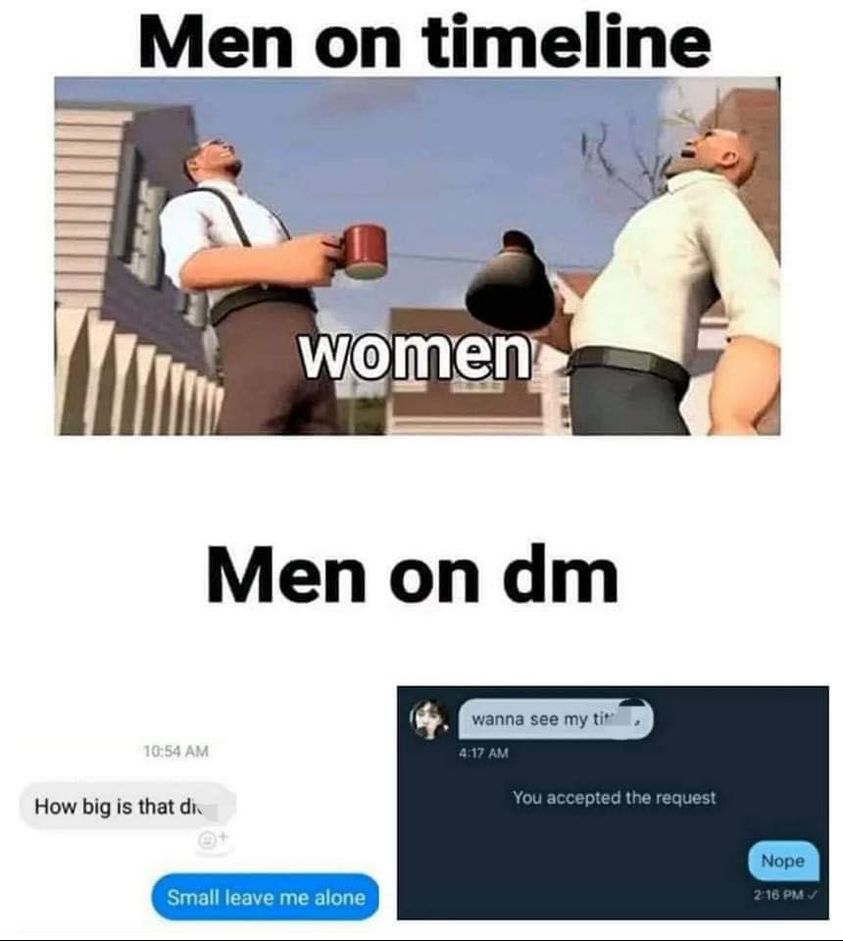 Men on timeline
women
Men on dm
10:54 AM
How big is that
Small leave me alone
wanna see my
4:17 AM
You accepted the request
Nope
2:16 PM